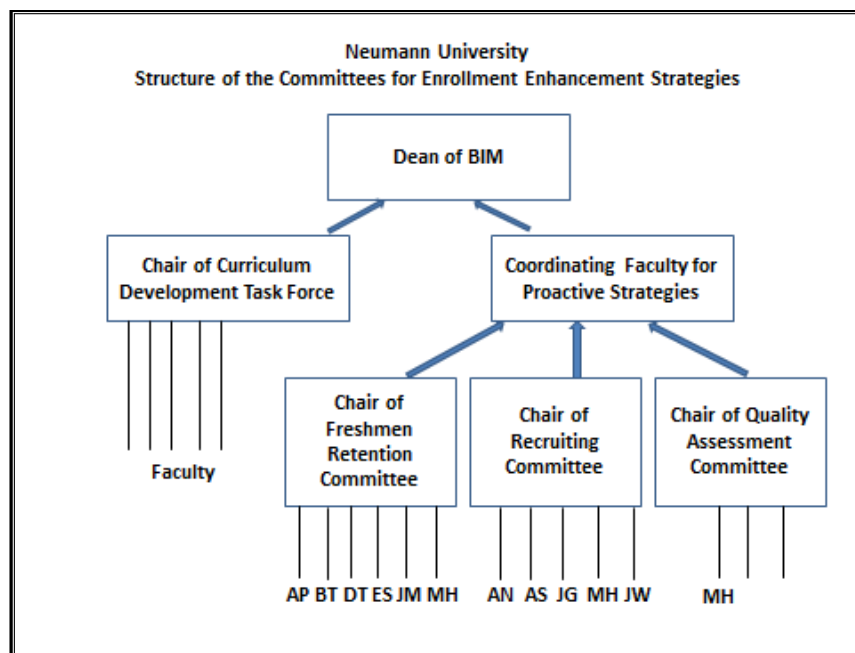 Neumann University
Structure of the Committees for Enrollment Enhancement Strategies
Dean of BIM
Chair of Curriculum
Development Task Force
Coordinating Faculty for
Proactive Strategies
Chair of
Freshmen
Retention
Committee
Chair of
Recruiting
Committee
Chair of Quality
Assessment
Committee
Faculty
AP BT DT ES JM MH
AN AS JG MH JW
MH